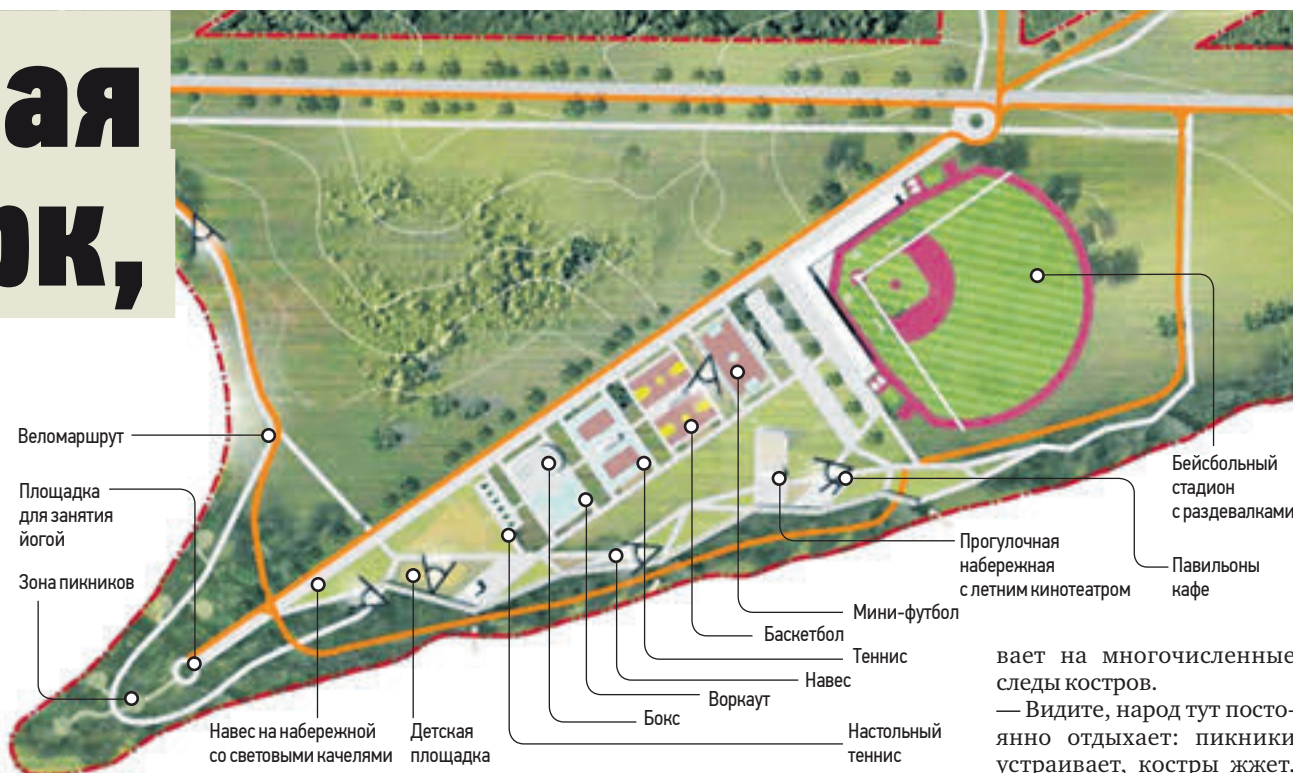 ая
рк,
Веломаршрут
Площадка
для занятия
йогой
Зона пикников
Навес на набережной
со световыми качелями
Детская
площадка
Бокс
Воркаут
Навес
Теннис
Баскетбол
Мини-футбол
Настольный
теннис
Прогулочная
набережная
с летним кинотеатром
Павильоны
кафе
Бейсбольный
стадион
с раздевалками
вает на многочисленные
следы костров.
— Видите, народ тут посто-
янно отдыхает: пикники
устраивает, костры жжет.